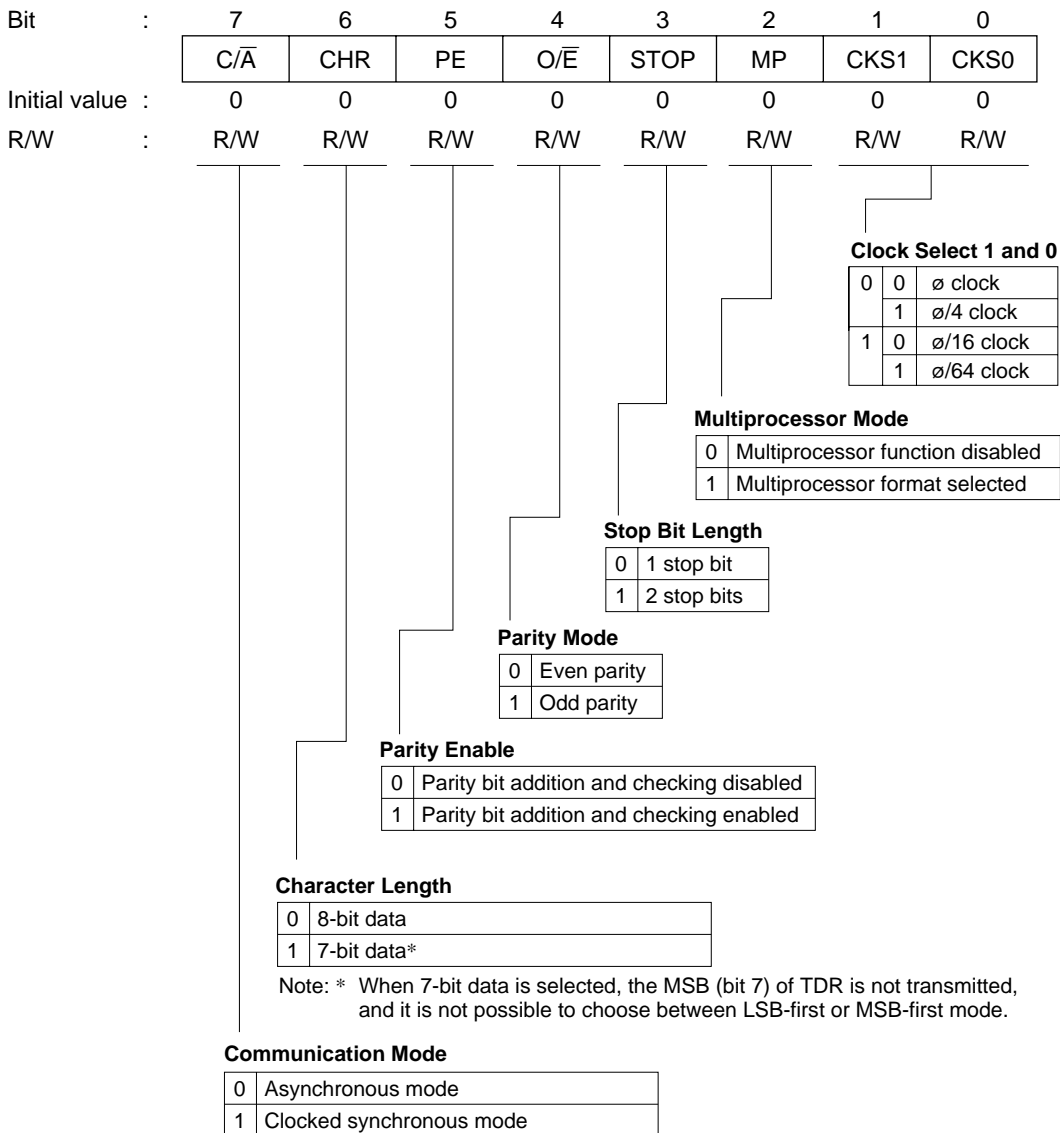 Bit : 7 6 5 4 3 2 1 0
C/A̅ CHR PE O/E̅ STOP MP CKS1 CKS0
Initial value : 0 0 0 0 0 0 0 0
R/W : R/W R/W R/W R/W R/W R/W R/W R/W
Clock Select 1 and 0
0 0 ø clock
1 ø/4 clock
1 0 ø/16 clock
1 ø/64 clock
Multiprocessor Mode
0 Multiprocessor function disabled
1 Multiprocessor format selected
Stop Bit Length
0 1 stop bit
1 2 stop bits
Parity Mode
0 Even parity
1 Odd parity
Parity Enable
0 Parity bit addition and checking disabled
1 Parity bit addition and checking enabled
Character Length
0 8-bit data
1 7-bit data*
Note: * When 7-bit data is selected, the MSB (bit 7) of TDR is not transmitted,
and it is not possible to choose between LSB-first or MSB-first mode.
Communication Mode
0 Asynchronous mode
1 Clocked synchronous mode